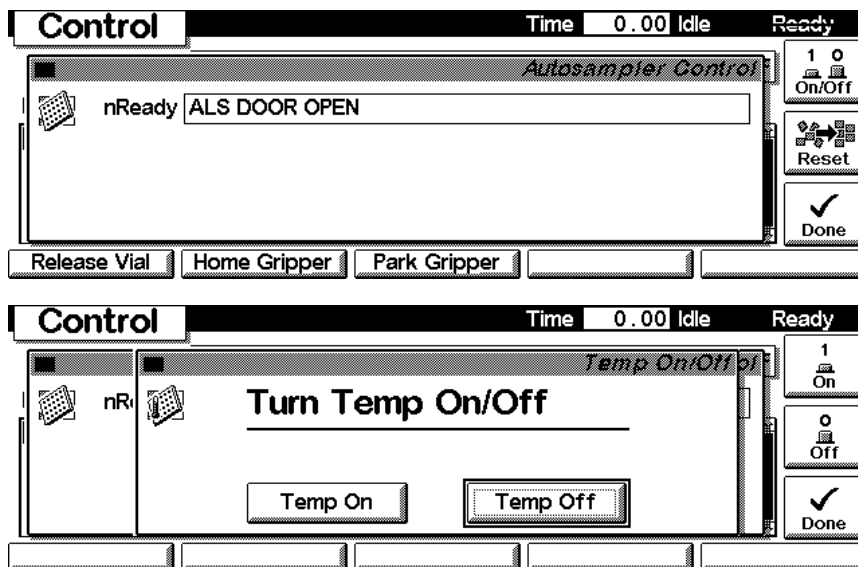 Control Time 0.00 Idle Ready
Autosampler Control
1 0
On/Off
nReady ALS DOOR OPEN
Reset
Done
Release Vial Home Gripper Park Gripper
Control Time 0.00 Idle Ready
Temp On/Off
1
On
Turn Temp On/Off
0
Off
Temp On Temp Off
Done